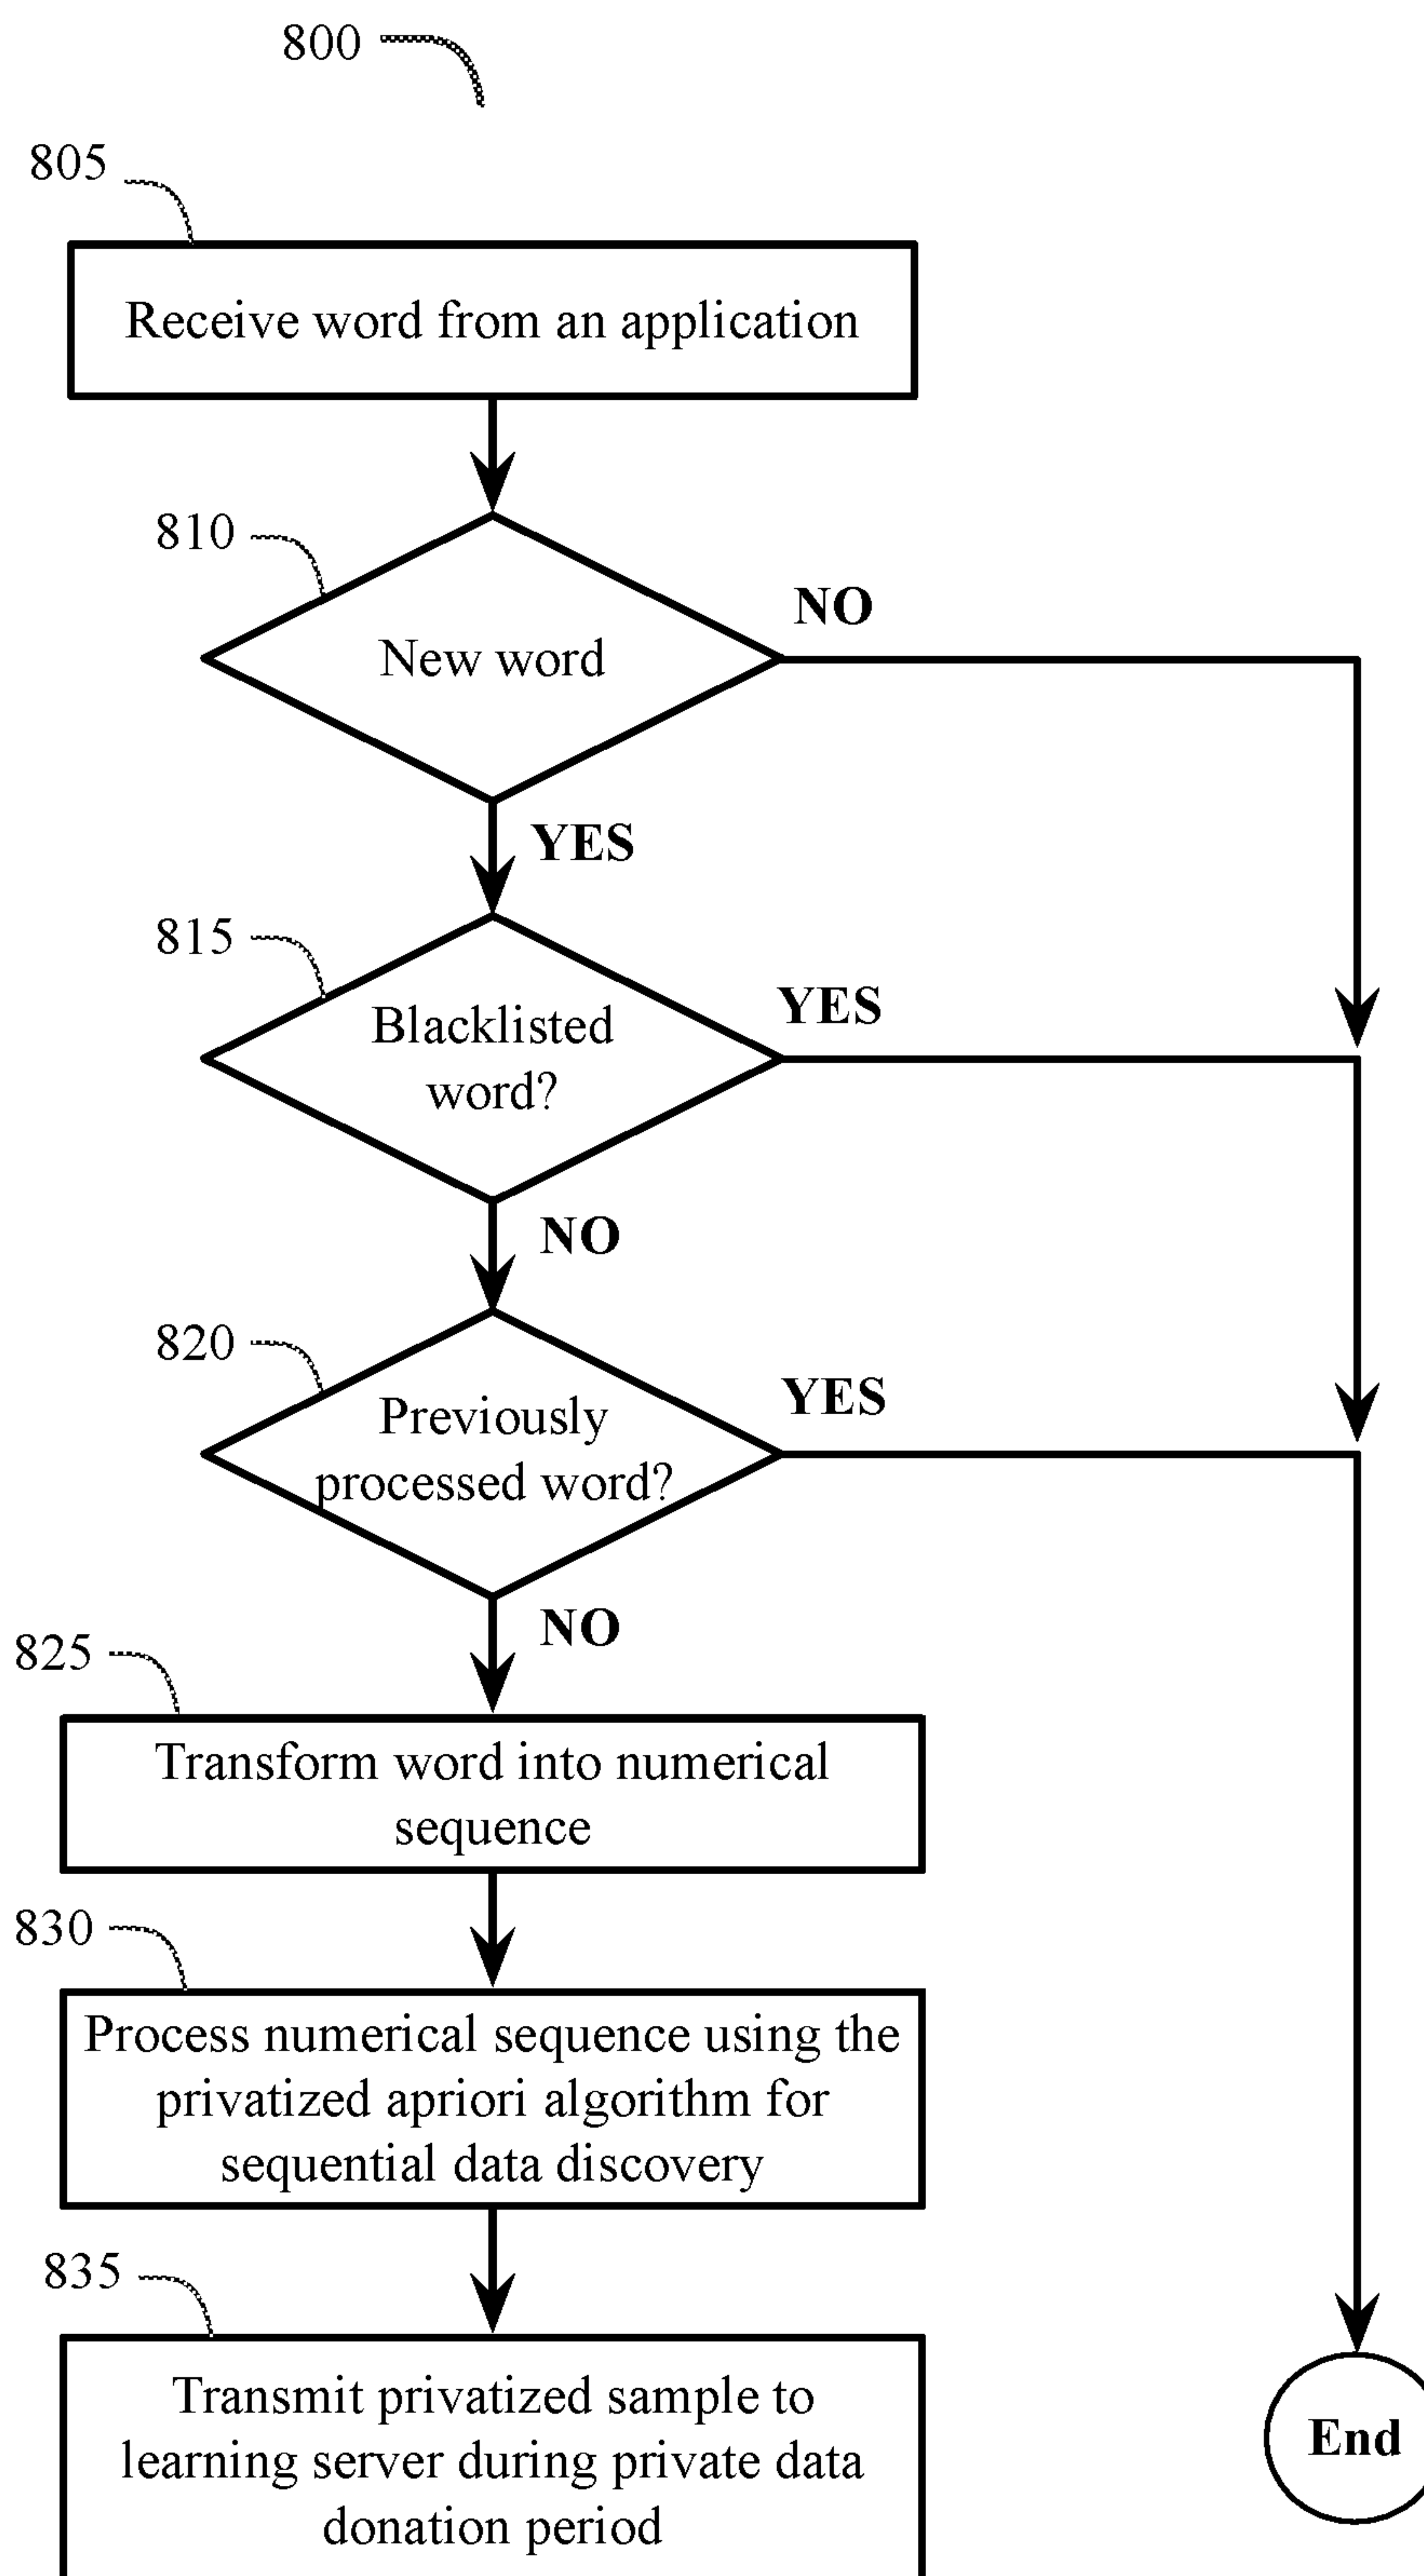 800
805
Receive word from an application
810
New word
NO
YES
815
Blacklisted
word?
YES
NO
820
Previously
processed word?
YES
NO
825
Transform word into numerical
sequence
830
Process numerical sequence using the
privatized apriori algorithm for
sequential data discovery
835
Transmit privatized sample to
learning server during private data
donation period
End